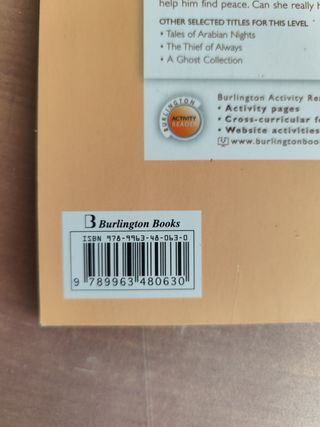 help him find peace. Can she really
OTHER SELECTED TITLES FOR THIS LEVEL
• Tales of Arabian Nights
• The Thief of Always
• A Ghost Collection
BURLINGTON
ACTIVITY
READER
Burlington Activity Rea
• Activity pages
• Cross-curricular
• Website activities
www.burlingtonboo
B Burlington Books
ISBN 978-9963-48-063-0
9 789963 480630